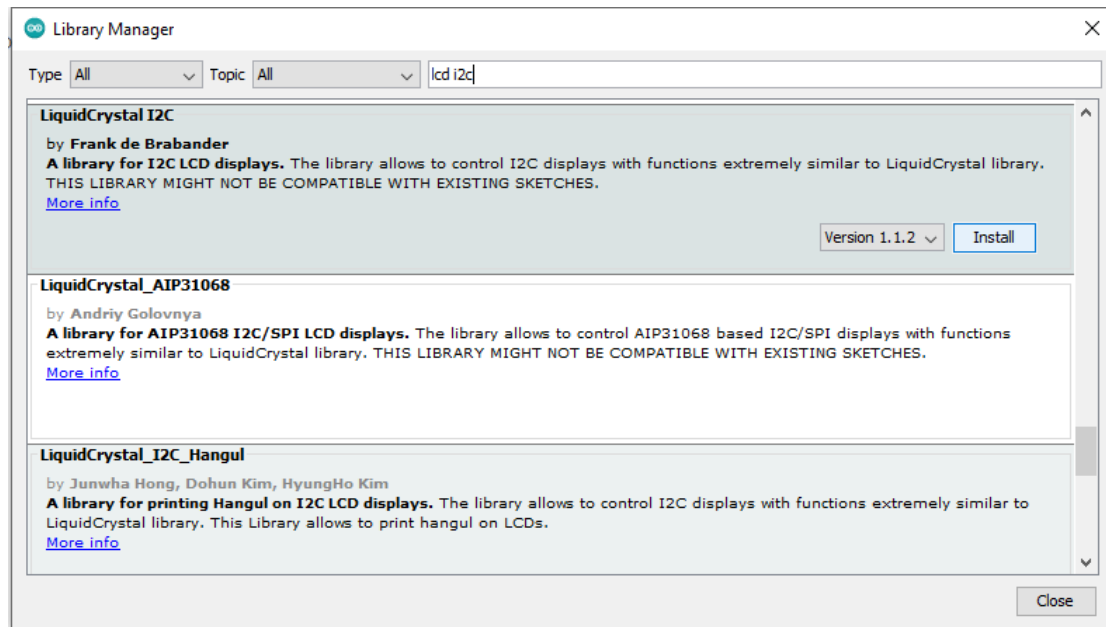 Library Manager
Type All Topic All lcd i2c
LiquidCrystal I2C
by Frank de Brabander
A library for I2C LCD displays. The library allows to control I2C displays with functions extremely similar to LiquidCrystal library.
THIS LIBRARY MIGHT NOT BE COMPATIBLE WITH EXISTING SKETCHES.
More info
Version 1.1.2 Install
LiquidCrystal_AIP31068
by Andriy Golovnya
A library for AIP31068 I2C/SPI LCD displays. The library allows to control AIP31068 based I2C/SPI displays with functions
extremely similar to LiquidCrystal library. THIS LIBRARY MIGHT NOT BE COMPATIBLE WITH EXISTING SKETCHES.
More info
LiquidCrystal_I2C_Hangul
by Junwha Hong, Dohun Kim, HyungHo Kim
A library for printing Hangul on I2C LCD displays. The library allows to control I2C displays with functions extremely similar to
LiquidCrystal library. This Library allows to print hangul on LCDs.
More info
Close